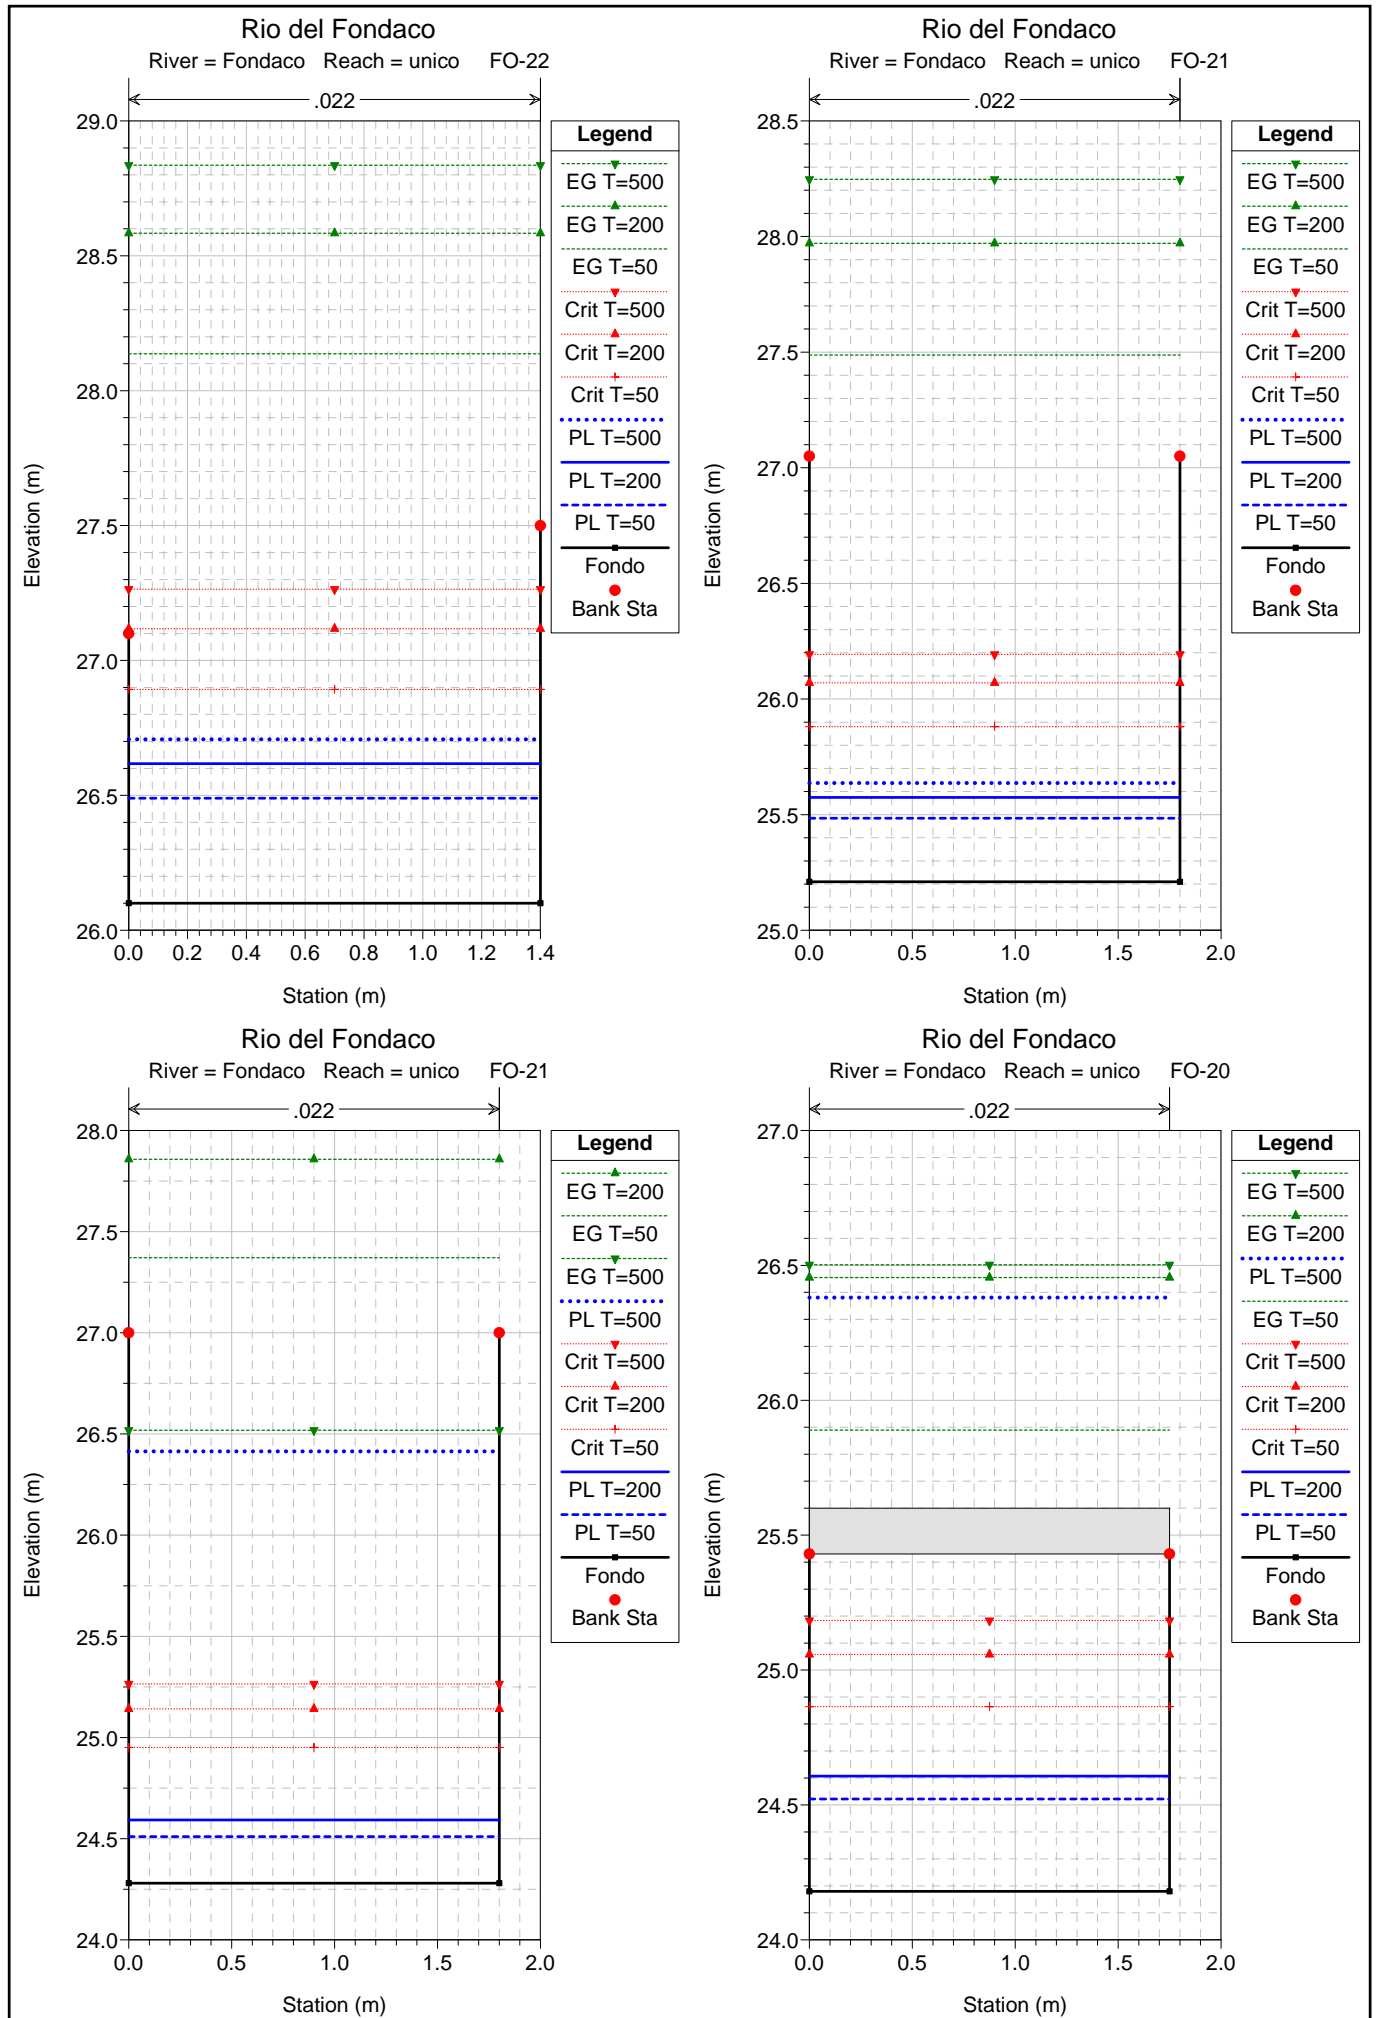 Rio del Fondaco
River = Fondaco Reach = unico FO-22
.022
29.0
28.5
28.0
27.5
27.0
26.5
26.0
0.0 0.2 0.4 0.6 0.8 1.0 1.2 1.4
Station (m)
Elevation (m)
Legend
EG T=500
EG T=200
EG T=50
Crit T=500
Crit T=200
Crit T=50
PL T=500
PL T=200
PL T=50
Fondo
Bank Sta
Rio del Fondaco
River = Fondaco Reach = unico FO-21
.022
28.5
28.0
27.5
27.0
26.5
26.0
25.5
25.0
0.0 0.5 1.0 1.5 2.0
Station (m)
Elevation (m)
Legend
EG T=500
EG T=200
EG T=50
Crit T=500
Crit T=200
Crit T=50
PL T=500
PL T=200
PL T=50
Fondo
Bank Sta
Rio del Fondaco
River = Fondaco Reach = unico FO-21
.022
28.0
27.5
27.0
26.5
26.0
25.5
25.0
24.5
24.0
0.0 0.5 1.0 1.5 2.0
Station (m)
Elevation (m)
Legend
EG T=200
EG T=50
EG T=500
PL T=500
Crit T=500
Crit T=200
Crit T=50
PL T=200
PL T=50
Fondo
Bank Sta
Rio del Fondaco
River = Fondaco Reach = unico FO-20
.022
27.0
26.5
26.0
25.5
25.0
24.5
24.0
0.0 0.5 1.0 1.5 2.0
Station (m)
Elevation (m)
Legend
EG T=500
EG T=200
PL T=500
EG T=50
Crit T=500
Crit T=200
Crit T=50
PL T=200
PL T=50
Fondo
Bank Sta